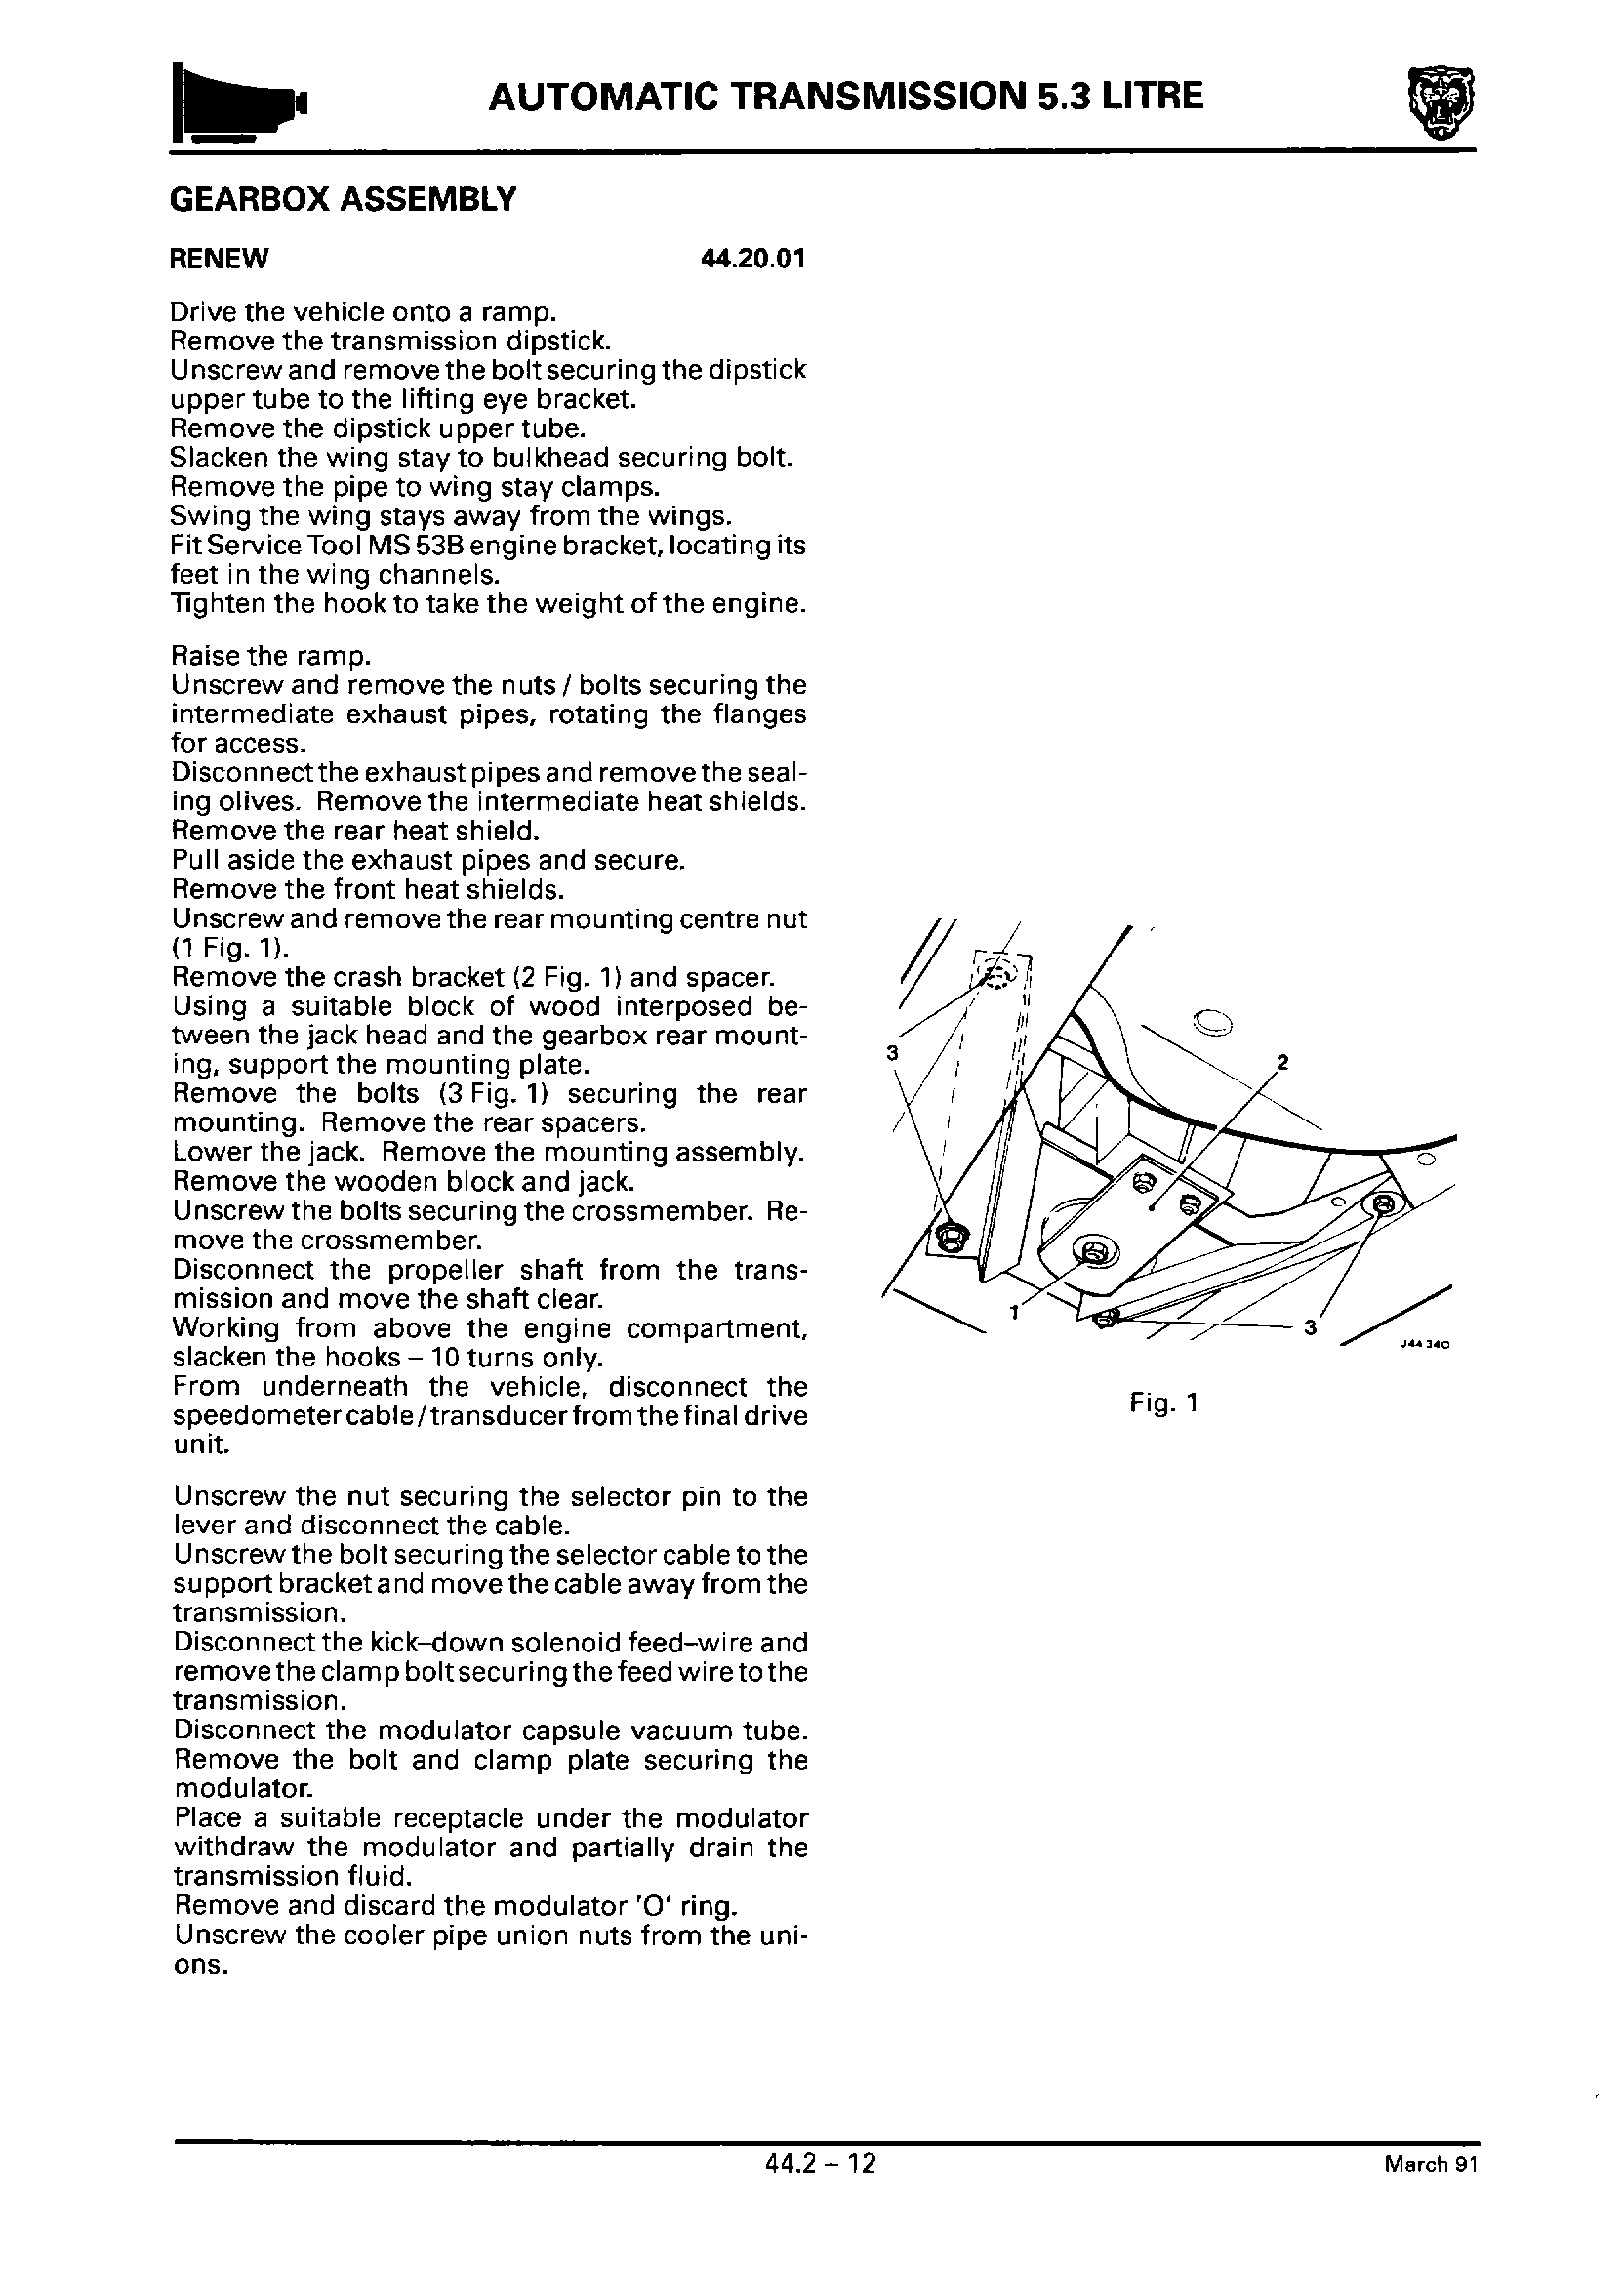 AUTOMATIC TRANSMISSION 5.3 LITRE
GEARBOX ASSEMBLY
RENEW 44.20.01
Drive the vehicle onto a ramp.
Remove the transmission dipstick.
Unscrew and remove the bolt securing the dipstick
upper tube to the lifting eye bracket.
Remove the dipstick upper tube.
Slacken the wing stay to bulkhead securing bolt.
Remove the pipe to wing stay clamps.
Swing the wing stays away from the wings.
Fit Service Tool MS 53B engine bracket, locating its
feet in the wing channels.
Tighten the hook to take the weight of the engine.
Raise the ramp.
Unscrew and remove the nuts / bolts securing the
intermediate exhaust pipes, rotating the flanges
for access.
Disconnect the exhaust pipes and remove the seal-
ing olives. Remove the intermediate heat shields.
Remove the rear heat shield.
Pull aside the exhaust pipes and secure.
Remove the front heat shields.
Unscrew and remove the rear mounting centre nut
(1 Fig. 1).
Remove the crash bracket (2 Fig. 1) and spacer.
Using a suitable block of wood interposed be-
tween the jack head and the gearbox rear mount-
ing, support the mounting plate.
Remove the bolts (3 Fig. 1) securing the rear
mounting. Remove the rear spacers.
Lower the jack. Remove the mounting assembly.
Remove the wooden block and jack.
Unscrew the bolts securing the crossmember. Re-
move the crossmember.
Disconnect the propeller shaft from the trans-
mission and move the shaft clear.
Working from above the engine compartment,
slacken the hooks – 10 turns only.
From underneath the vehicle, disconnect the
speedometer cable/transducer from the final drive
unit.
Unscrew the nut securing the selector pin to the
lever and disconnect the cable.
Unscrew the bolt securing the selector cable to the
support bracket and move the cable away from the
transmission.
Disconnect the kick–down solenoid feed–wire and
remove the clamp bolt securing the feed wire to the
transmission.
Disconnect the modulator capsule vacuum tube.
Remove the bolt and clamp plate securing the
modulator.
Place a suitable receptacle under the modulator
withdraw the modulator and partially drain the
transmission fluid.
Remove and discard the modulator 'O' ring.
Unscrew the cooler pipe union nuts from the uni-
ons.
3
2
1
3
J44 340
Fig. 1
44.2 – 12
March 91